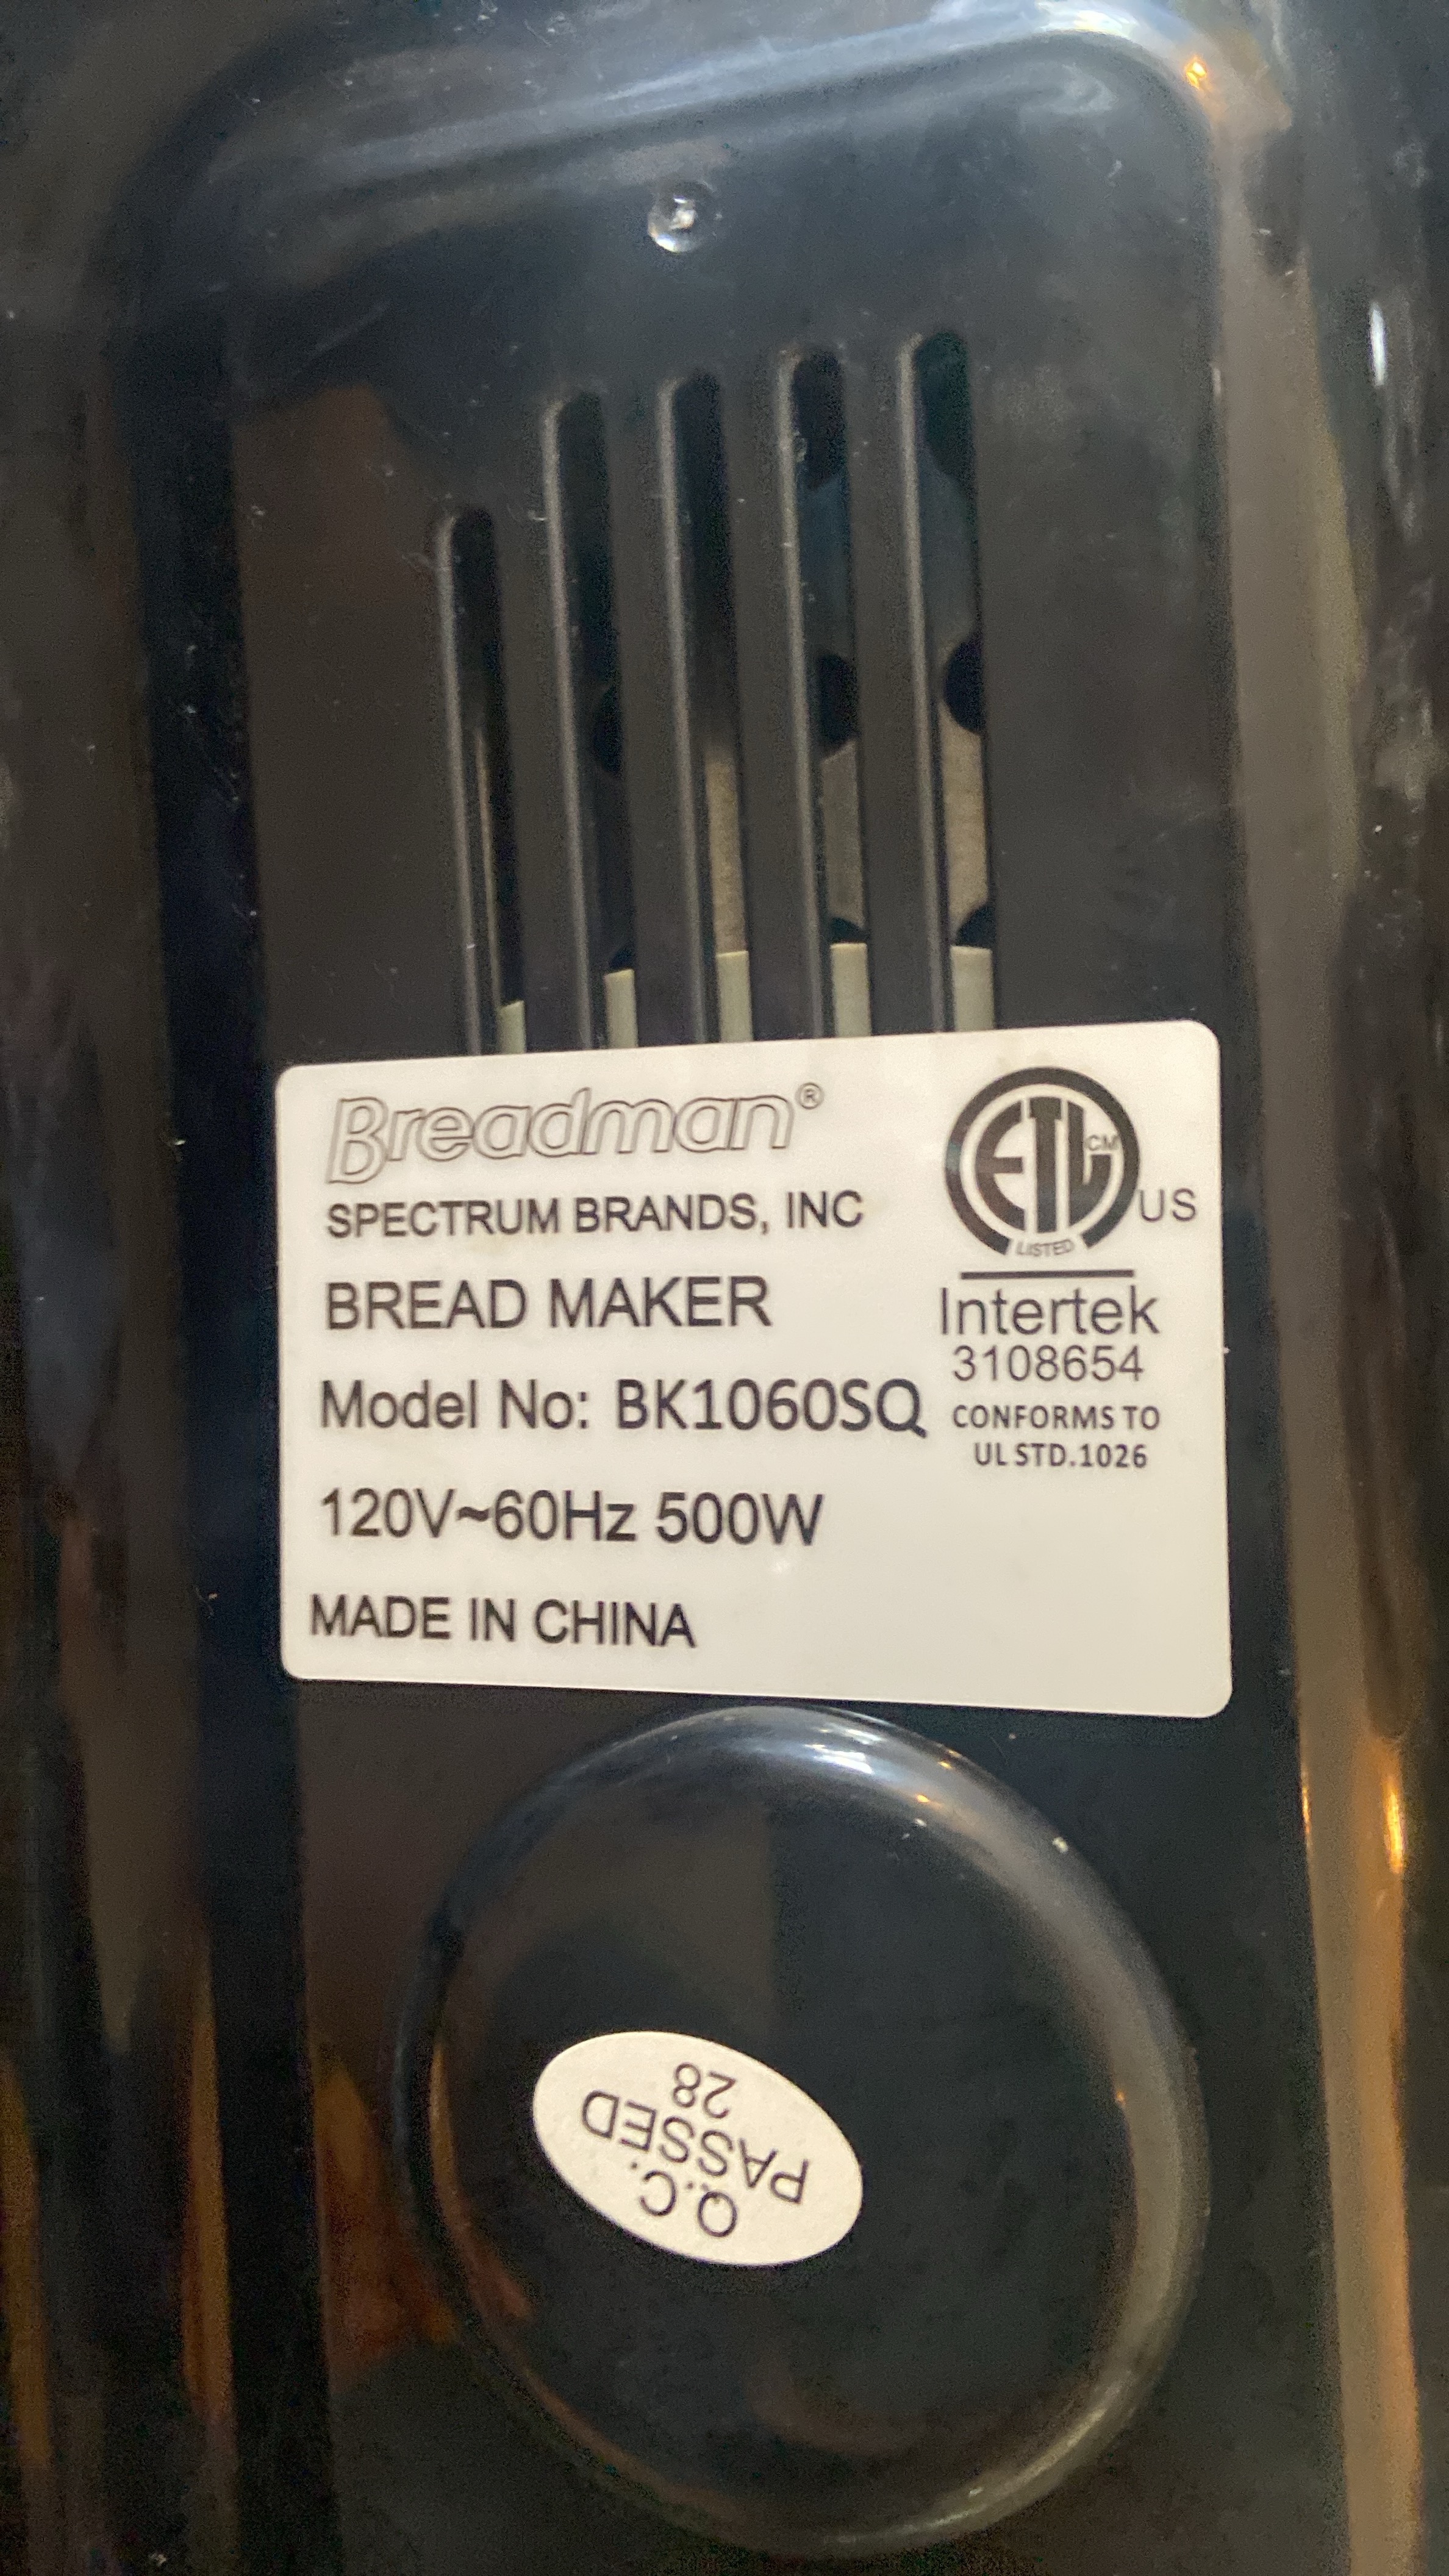 Breadman®
SPECTRUM BRANDS, INC
BREAD MAKER
Model No: BK1060SQ
120V~60Hz 500W
MADE IN CHINA
ETL CM
LISTED
US
Intertek
3108654
CONFORMS TO
UL STD.1026
Q.C.
PASSED
28